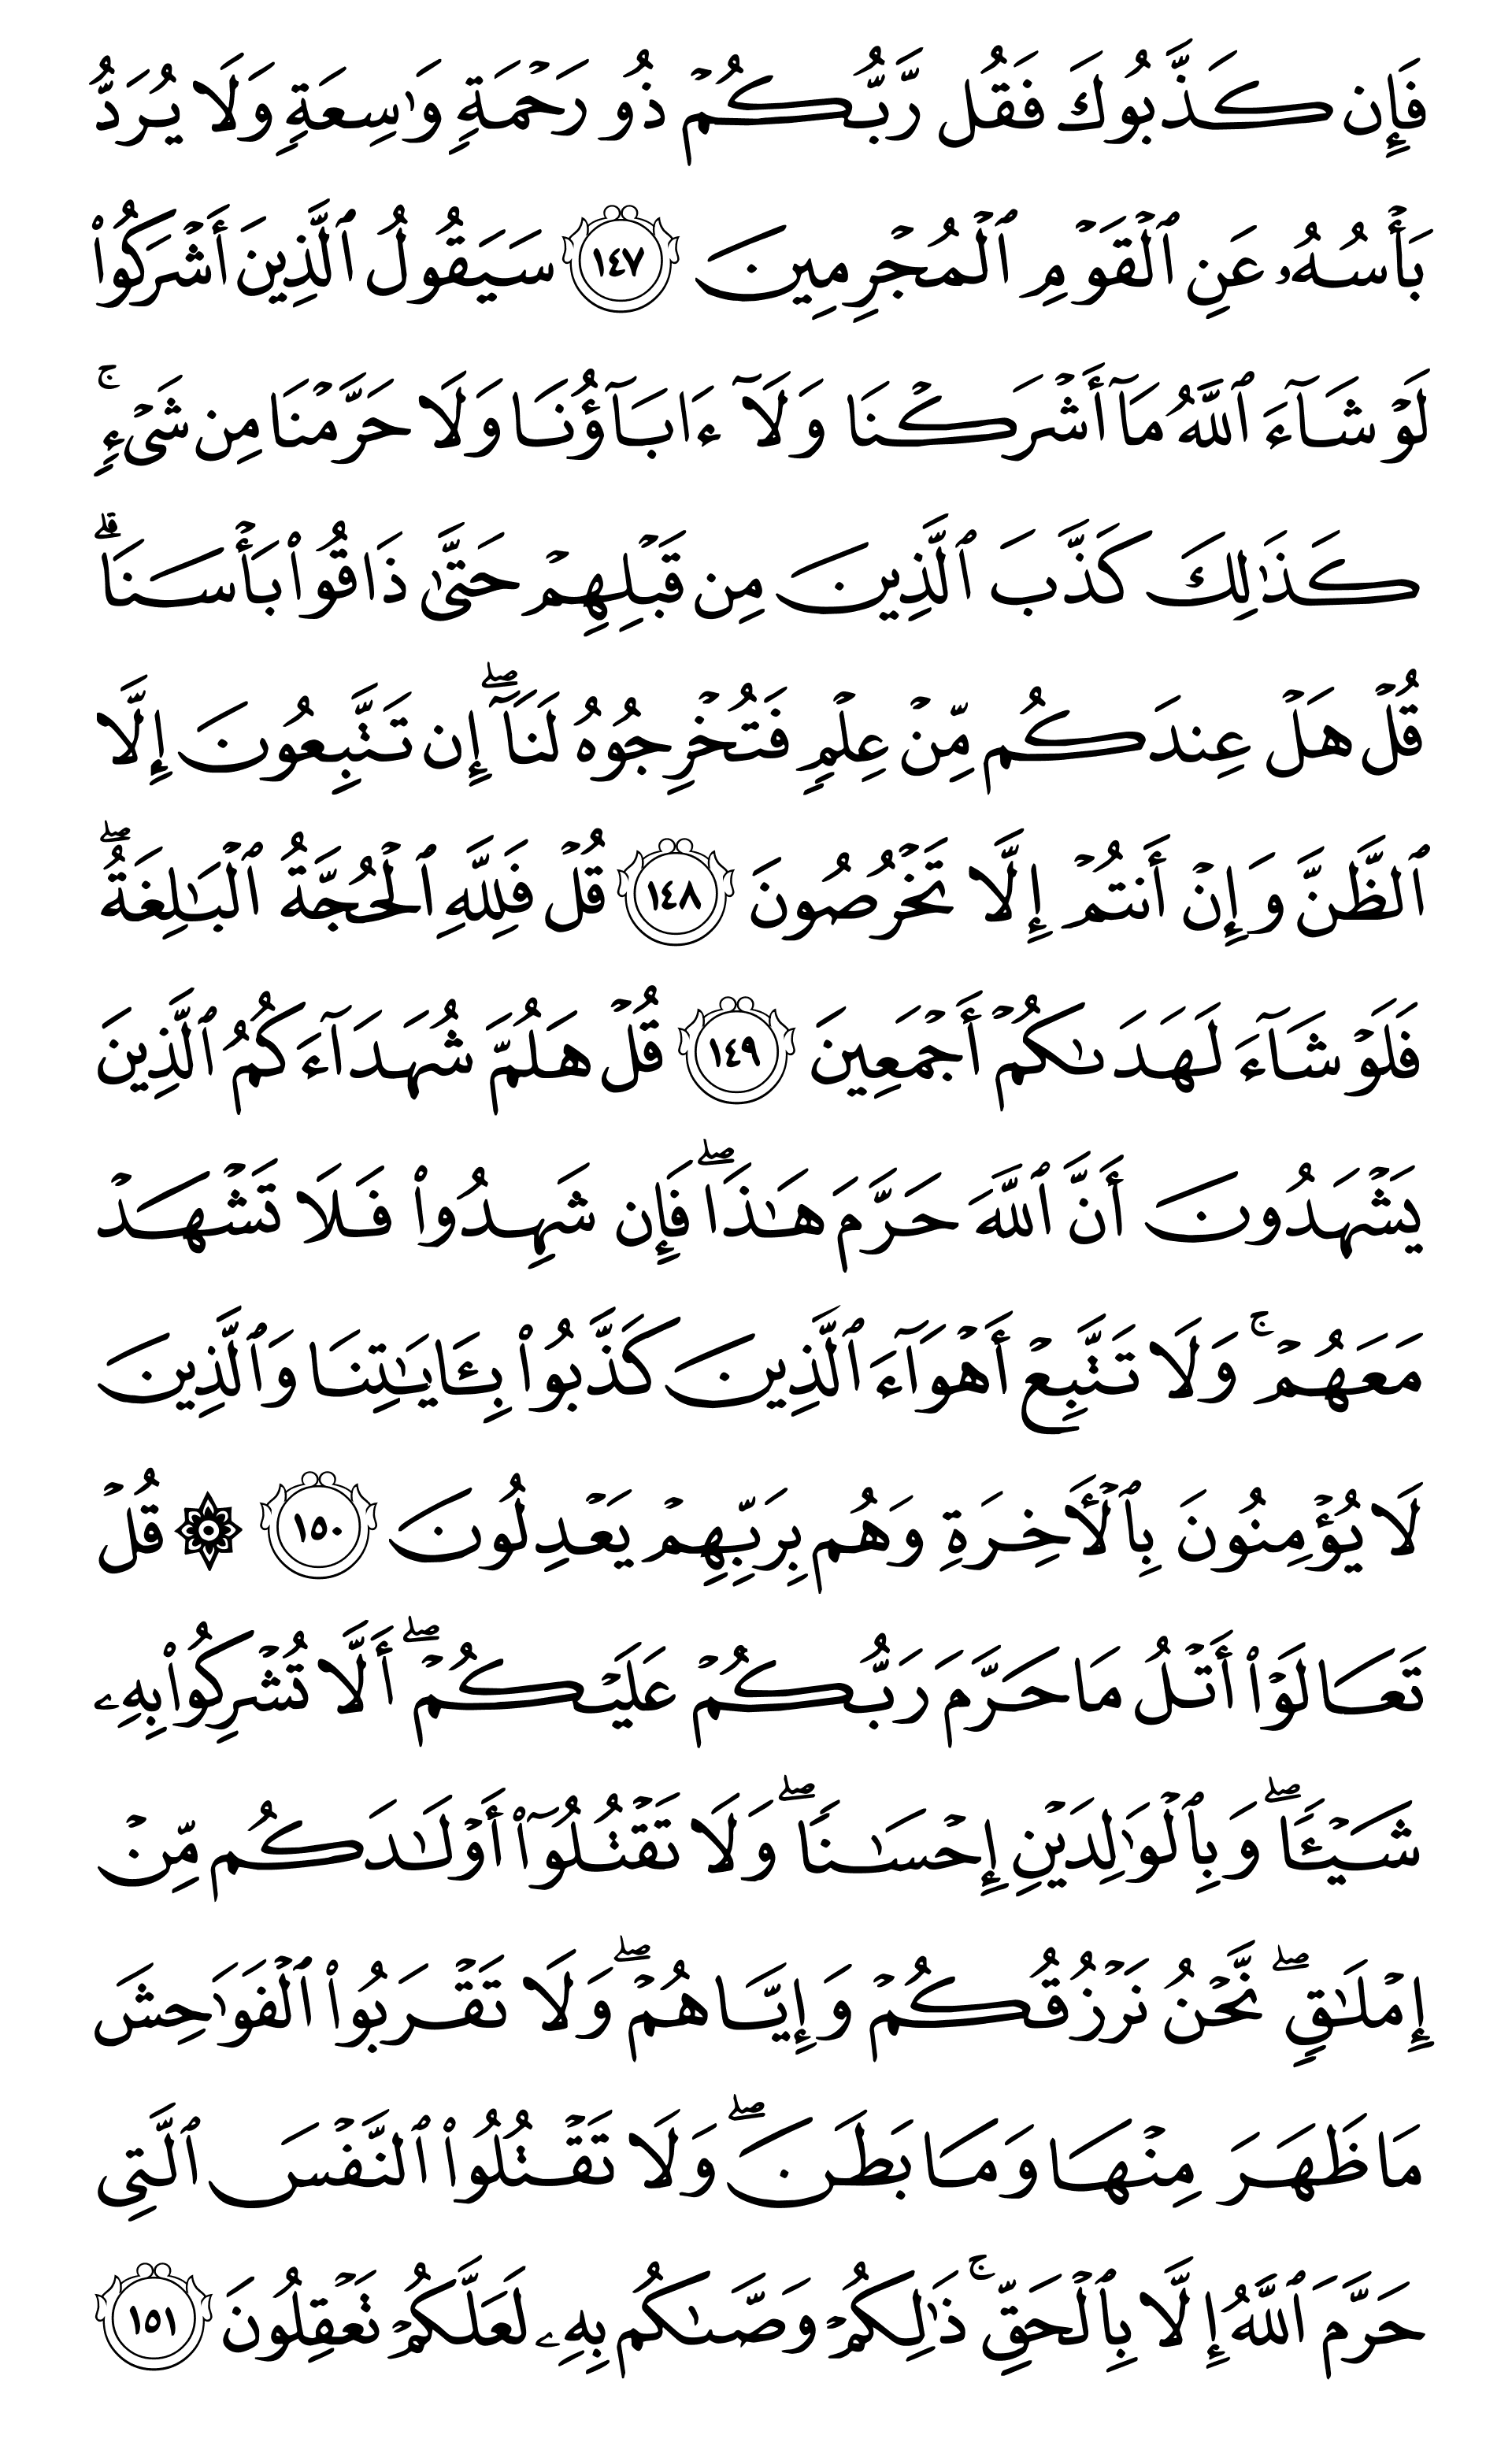 فَإِن كَذَّبُوكَ فَقُل رَّبُّكُمۡ ذُو رَحۡمَةٖ وَٰسِعَةٖ وَلَا يُرَدُّ
بَأۡسُهُۥ عَنِ ٱلۡقَوۡمِ ٱلۡمُجۡرِمِينَ ١٤٧ سَيَقُولُ ٱلَّذِينَ أَشۡرَكُواْ
لَوۡ شَآءَ ٱللَّهُ مَآ أَشۡرَكۡنَا وَلَآ ءَابَآؤُنَا وَلَا حَرَّمۡنَا مِن شَيۡءٖۚ
كَذَٰلِكَ كَذَّبَ ٱلَّذِينَ مِن قَبۡلِهِمۡ حَتَّىٰ ذَاقُواْ بَأۡسَنَاۗ
قُلۡ هَلۡ عِندَكُم مِّنۡ عِلۡمٖ فَتُخۡرِجُوهُ لَنَآۖ إِن تَتَّبِعُونَ إِلَّا
ٱلظَّنَّ وَإِنۡ أَنتُمۡ إِلَّا تَخۡرُصُونَ ١٤٨ قُلۡ فَلِلَّهِ ٱلۡحُجَّةُ ٱلۡبَٰلِغَةُۖ
فَلَوۡ شَآءَ لَهَدَىٰكُمۡ أَجۡمَعِينَ ١٤٩ قُلۡ هَلُمَّ شُهَدَآءَكُمُ ٱلَّذِينَ
يَشۡهَدُونَ أَنَّ ٱللَّهَ حَرَّمَ هَٰذَاۖ فَإِن شَهِدُواْ فَلَا تَشۡهَدۡ
مَعَهُمۡۚ وَلَا تَتَّبِعۡ أَهۡوَآءَ ٱلَّذِينَ كَذَّبُواْ بِـَٔايَٰتِنَا وَٱلَّذِينَ
لَا يُؤۡمِنُونَ بِٱلۡأٓخِرَةِ وَهُم بِرَبِّهِمۡ يَعۡدِلُونَ ١٥٠ ۞ قُلۡ
تَعَالَوۡاْ أَتۡلُ مَا حَرَّمَ رَبُّكُمۡ عَلَيۡكُمۡۖ أَلَّا تُشۡرِكُواْ بِهِۦ
شَيۡـٔٗاۖ وَبِٱلۡوَٰلِدَيۡنِ إِحۡسَٰنٗاۖ وَلَا تَقۡتُلُوٓاْ أَوۡلَٰدَكُم مِّنۡ
إِمۡلَٰقٖ ۖ نَّحۡنُ نَرۡزُقُكُمۡ وَإِيَّاهُمۡۖ وَلَا تَقۡرَبُواْ ٱلۡفَوَٰحِشَ
مَا ظَهَرَ مِنۡهَا وَمَا بَطَنَۖ وَلَا تَقۡتُلُواْ ٱلنَّفۡسَ ٱلَّتِي
حَرَّمَ ٱللَّهُ إِلَّا بِٱلۡحَقِّۚ ذَٰلِكُمۡ وَصَّىٰكُم بِهِۦ لَعَلَّكُمۡ تَعۡقِلُونَ ١٥١